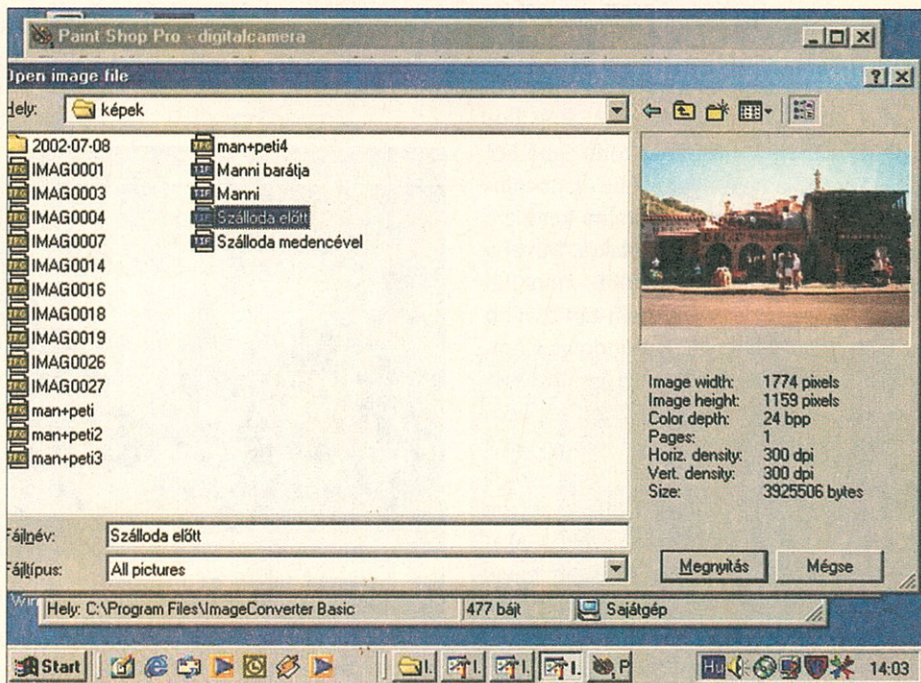 Paint Shop Pro - digitalcamera
Open image file
Hely: képek
2002-07-08
IMAG0001
IMAG0003
IMAG0004
IMAG0007
IMAG0014
IMAG0016
IMAG0018
IMAG0019
IMAG0026
IMAG0027
man+peti
man+peti2
man+peti3
man+peti4
Manni barátja
Manni
Szálloda előtt
Szálloda medencével
Image width: 1774 pixels
Image height: 1159 pixels
Color depth: 24 bpp
Pages: 1
Horiz. density: 300 dpi
Vert. density: 300 dpi
Size: 3925506 bytes
Fájlnév: Szálloda előtt
Fájltípus: All pictures
Megnyitás
Mégse
Hely: C:\Program Files\ImageConverter Basic
477 bájt
Sajátgép
Start
Hu
14:03